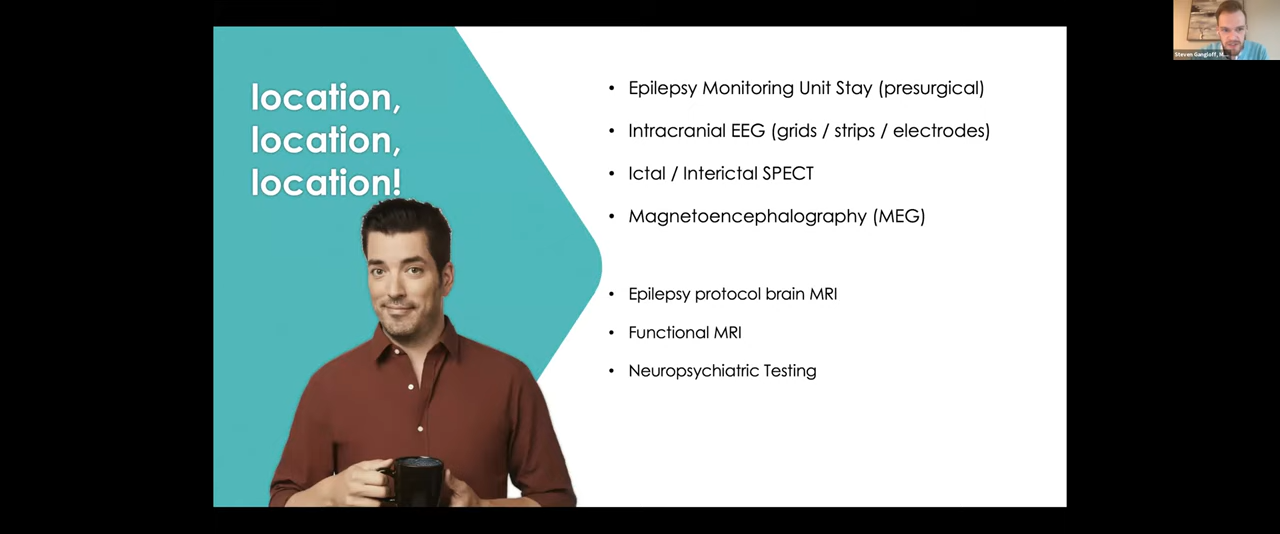 location,
location,
location!
• Epilepsy Monitoring Unit Stay (presurgical)
• Intracranial EEG (grids / strips / electrodes)
• Ictal / Interictal SPECT
• Magnetoencephalography (MEG)
• Epilepsy protocol brain MRI
• Functional MRI
• Neuropsychiatric Testing
Steven Gangloff, M...